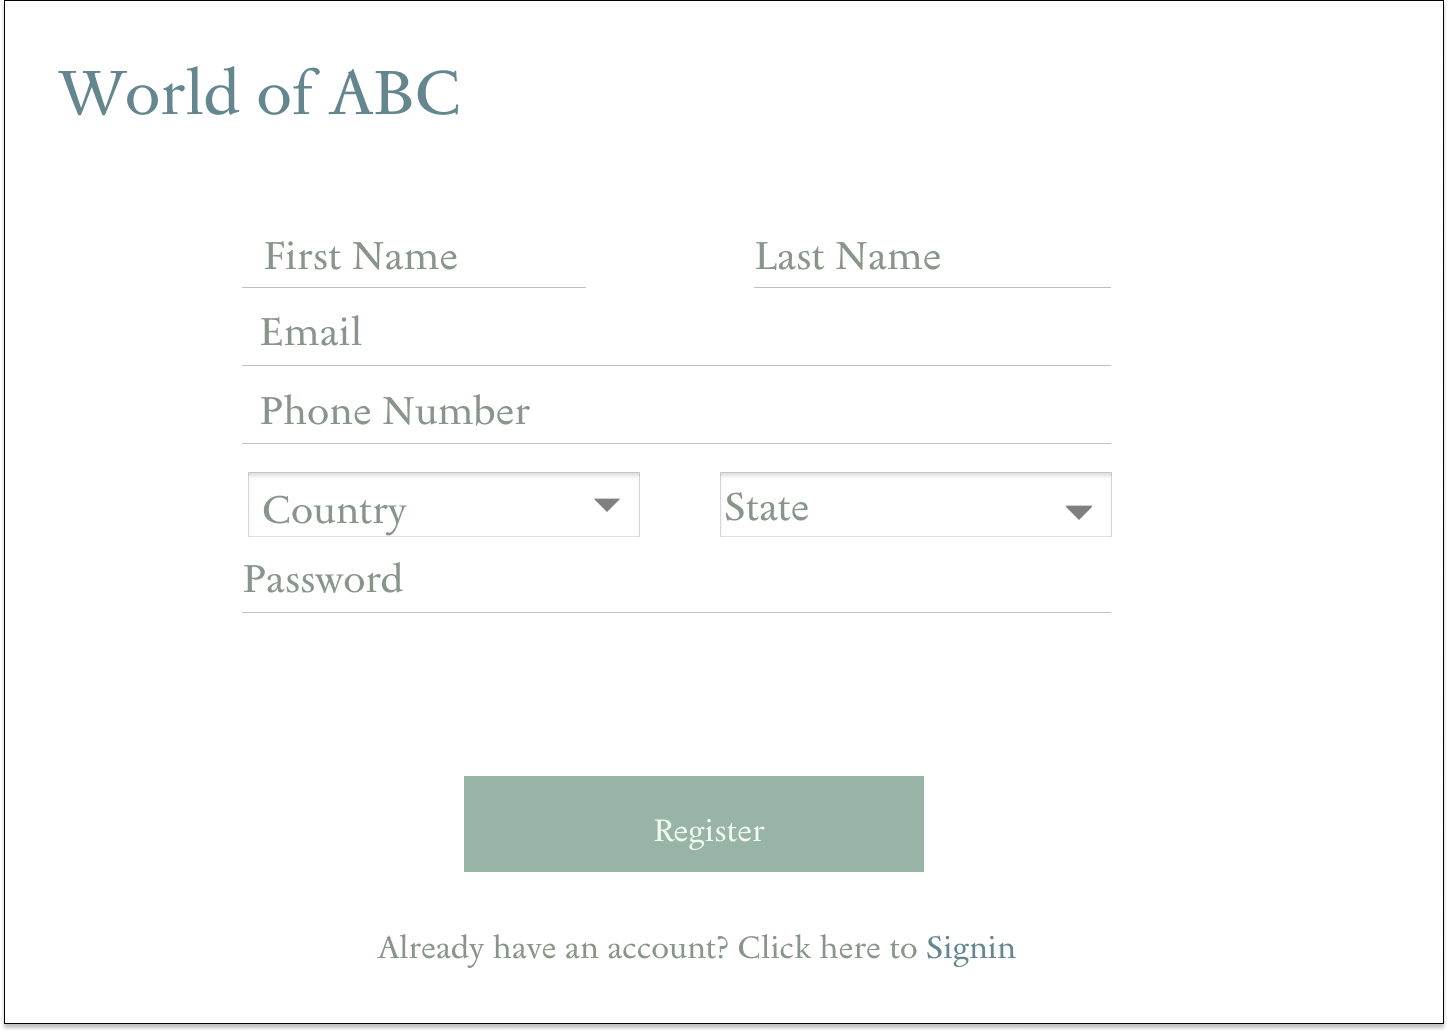 World of ABC
First Name Last Name
Email
Phone Number
Country State
Password
Register
Already have an account? Click here to Signin